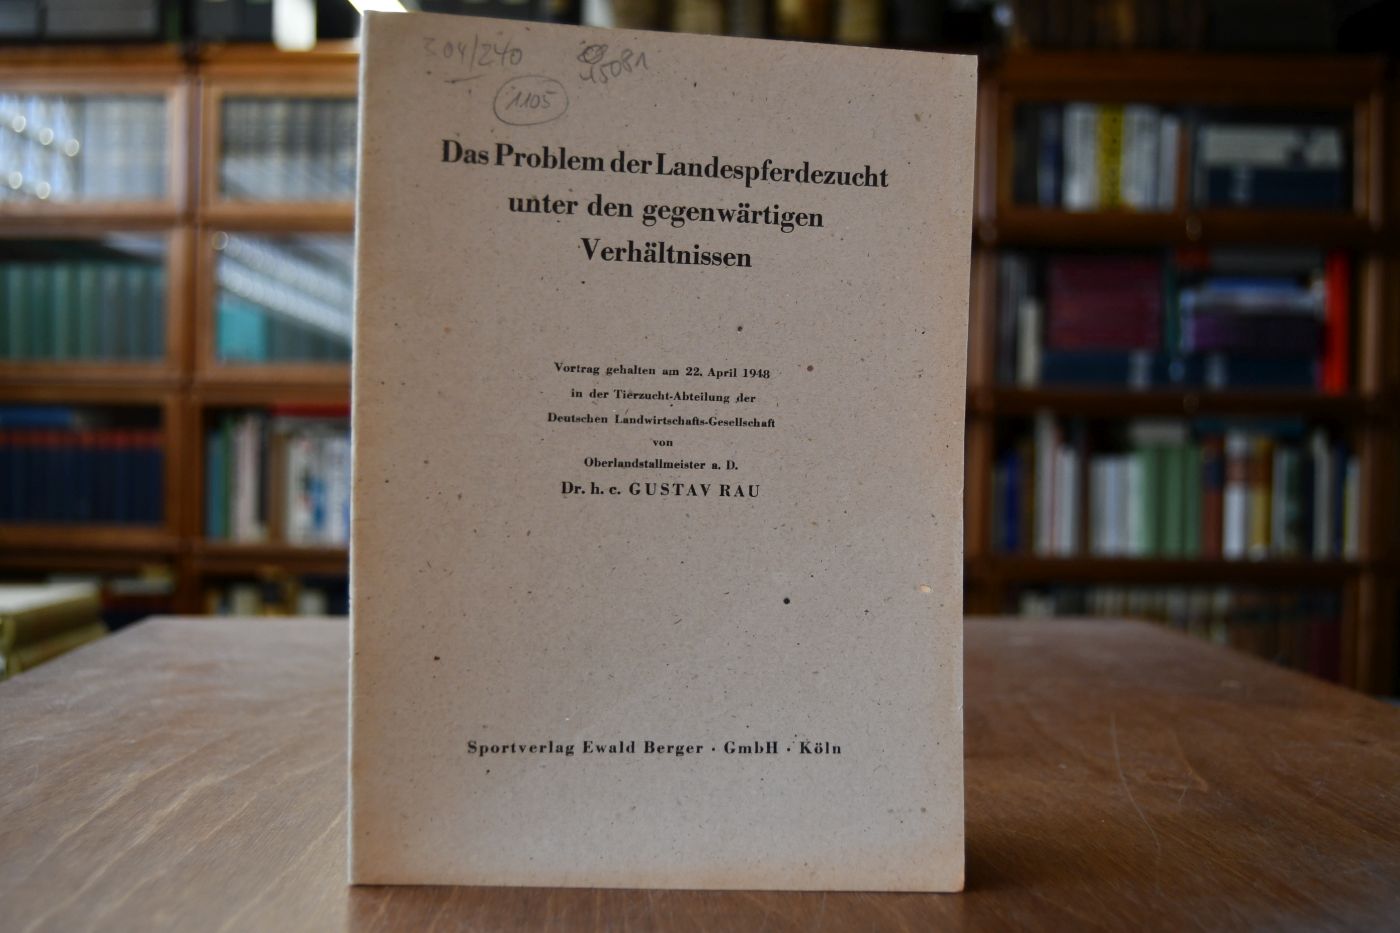 304/240
15081
1105
Das Problem der Landespferdezucht
unter den gegenwärtigen
Verhältnissen
Vortrag gehalten am 22. April 1948
in der Tierzucht-Abteilung der
Deutschen Landwirtschafts-Gesellschaft
von
Oberlandstallmeister a. D.
Dr. h. c. GUSTAV RAU
Sportverlag Ewald Berger · GmbH · Köln